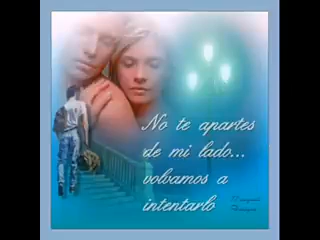 No te apartes
de mi lado...
volvamos a
intentarlo